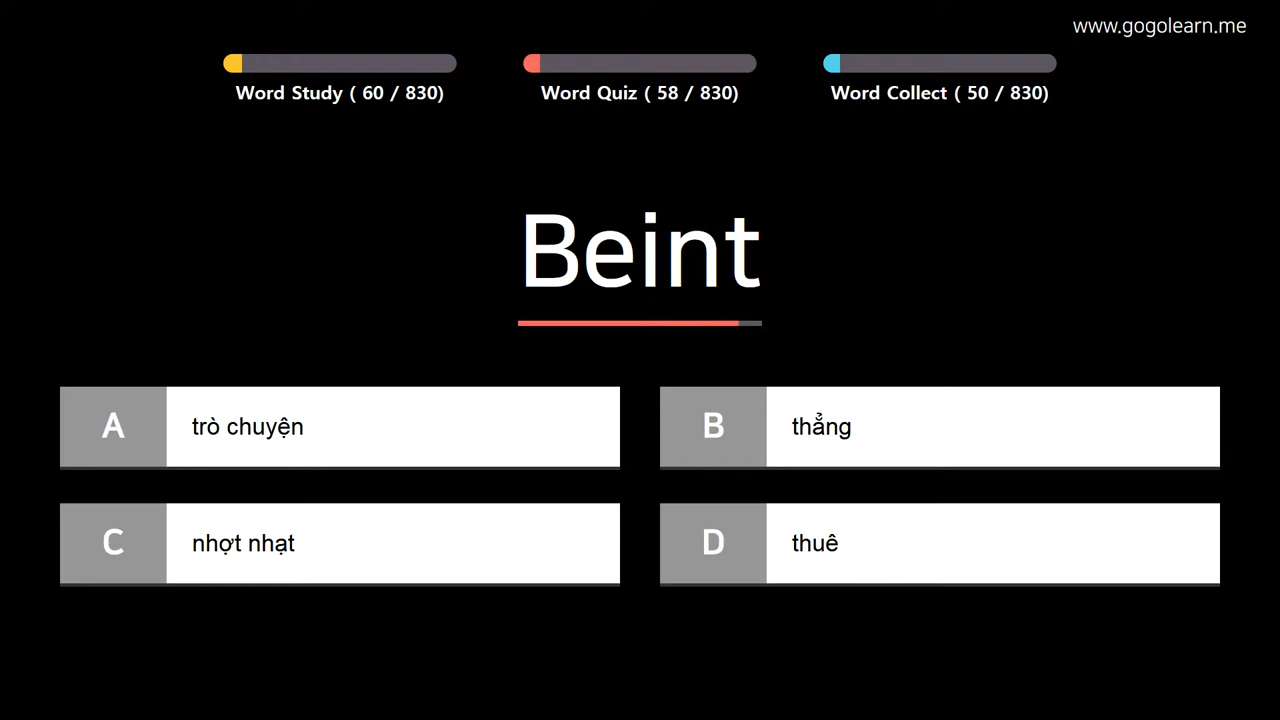 www.gogolearn.me
Word Study ( 60 / 830)
Word Quiz ( 58 / 830)
Word Collect ( 50 / 830)
Beint
A trò chuyện
B thẳng
C nhợt nhạt
D thuê